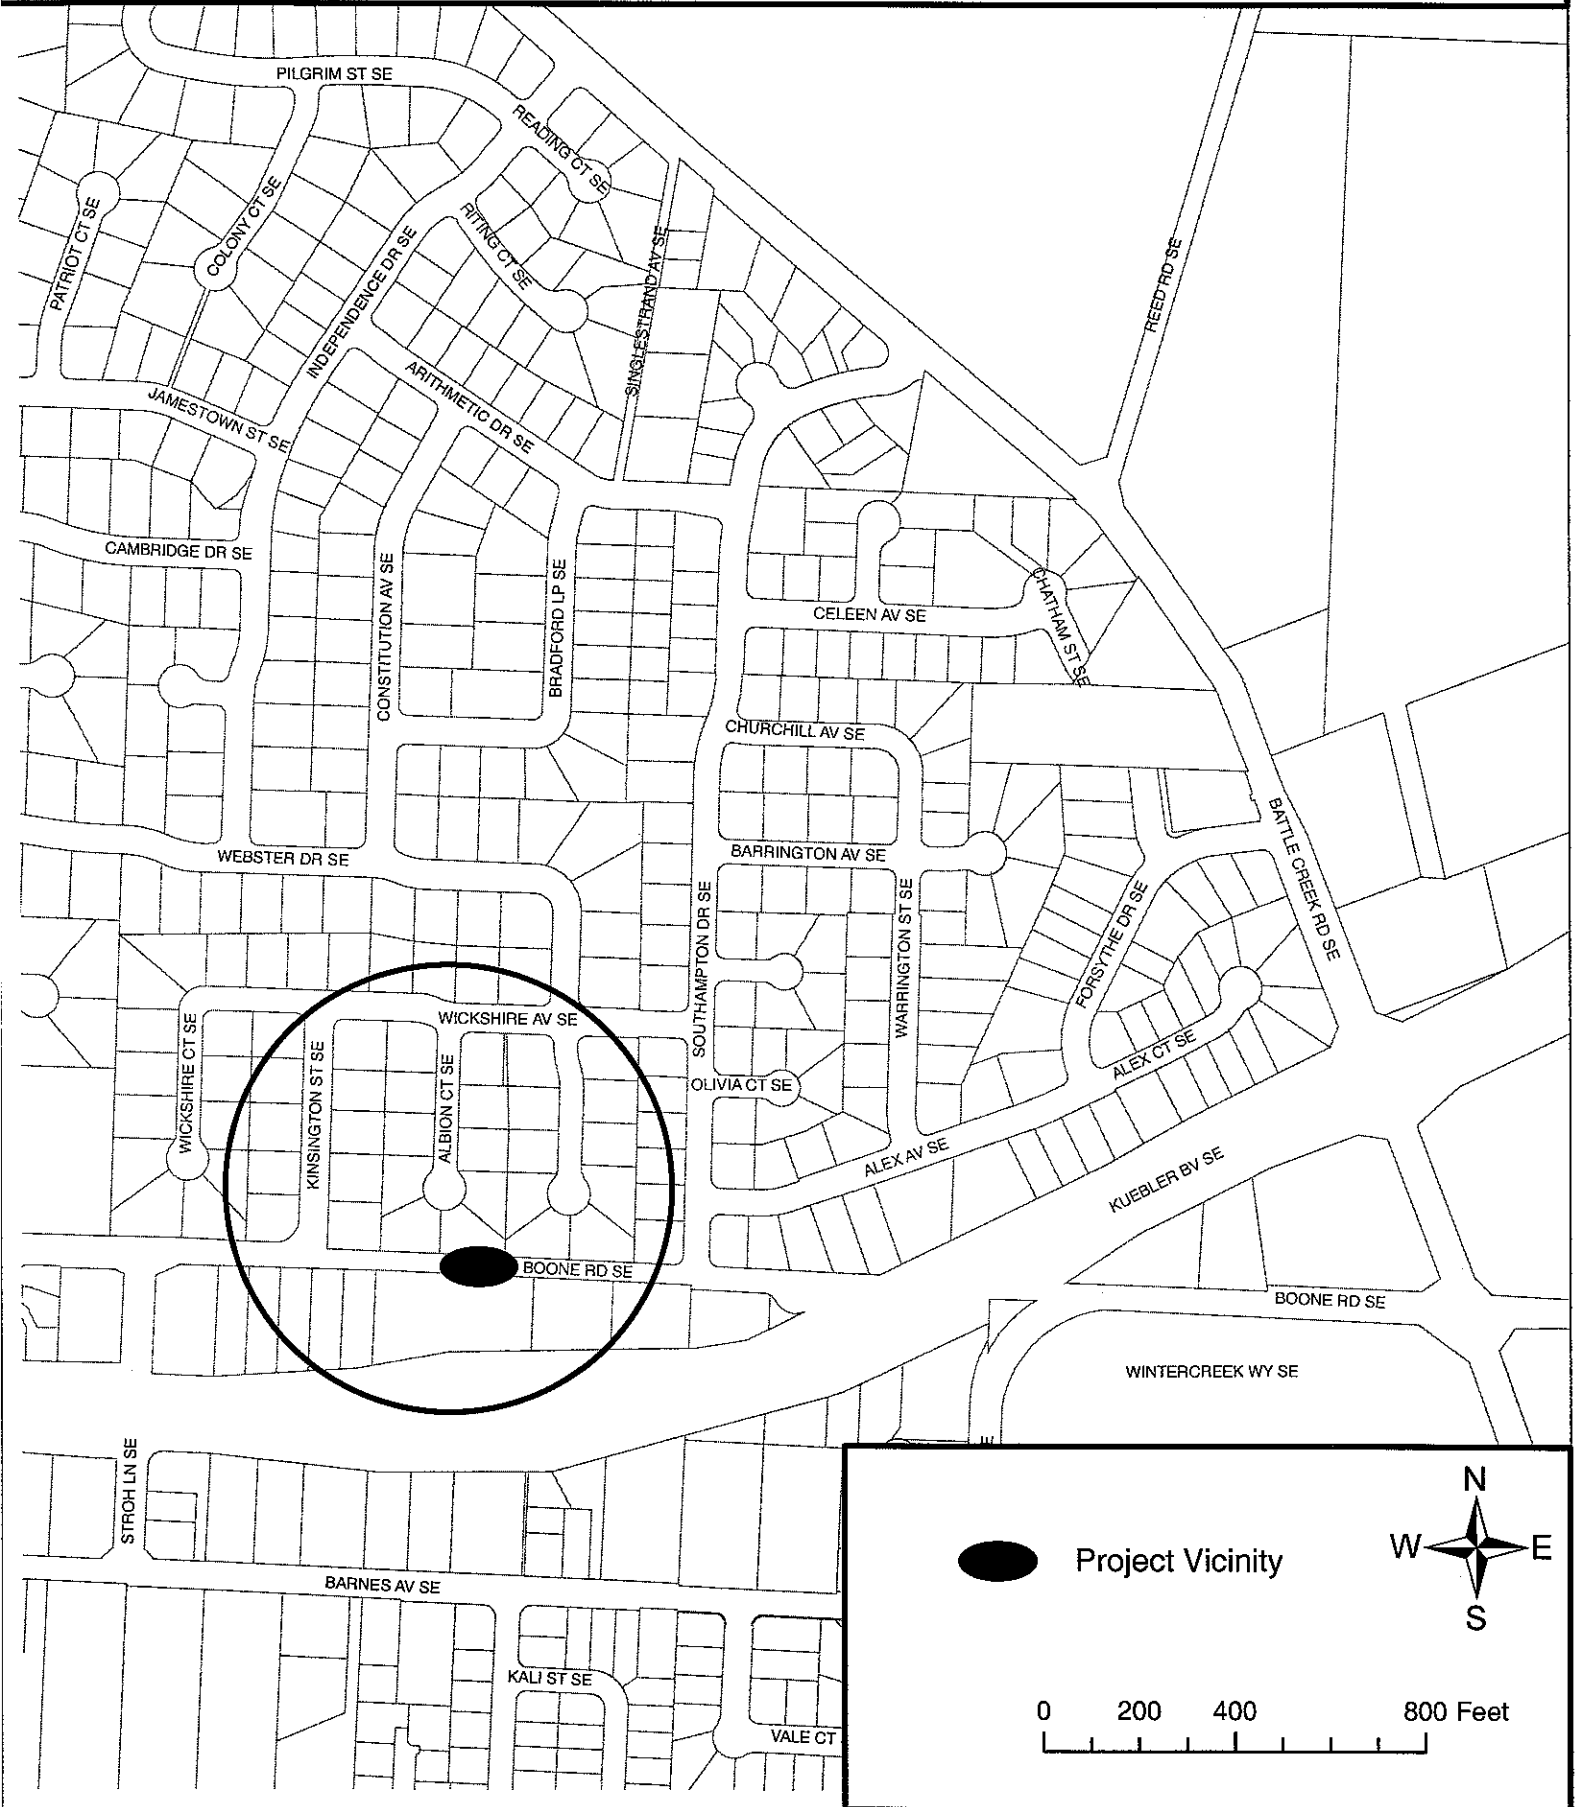 PILGRIM ST SE
READING CT SE
PATRIOT CT SE
COLONY CT SE
RITING CT SE
INDEPENDENCE DR SE
SINGLESTRAND AV SE
REED RD SE
ARITHMETIC DR SE
JAMESTOWN ST SE
CAMBRIDGE DR SE
CONSTITUTION AV SE
BRADFORD LP SE
CELEEN AV SE
CHATHAM ST SE
CHURCHILL AV SE
WEBSTER DR SE
BARRINGTON AV SE
BATTLE CREEK RD SE
SOUTHAMPTON DR SE
WARRINGTON ST SE
FORSYTHE DR SE
WICKSHIRE AV SE
WICKSHIRE CT SE
KINSINGTON ST SE
ALBION CT SE
OLIVIA CT SE
ALEX CT SE
ALEX AV SE
KUEBLER BV SE
BOONE RD SE
BOONE RD SE
WINTERCREEK WY SE
STROH LN SE
BARNES AV SE
KALI ST SE
VALE CT
N
W E
S
Project Vicinity
0 200 400 800 Feet